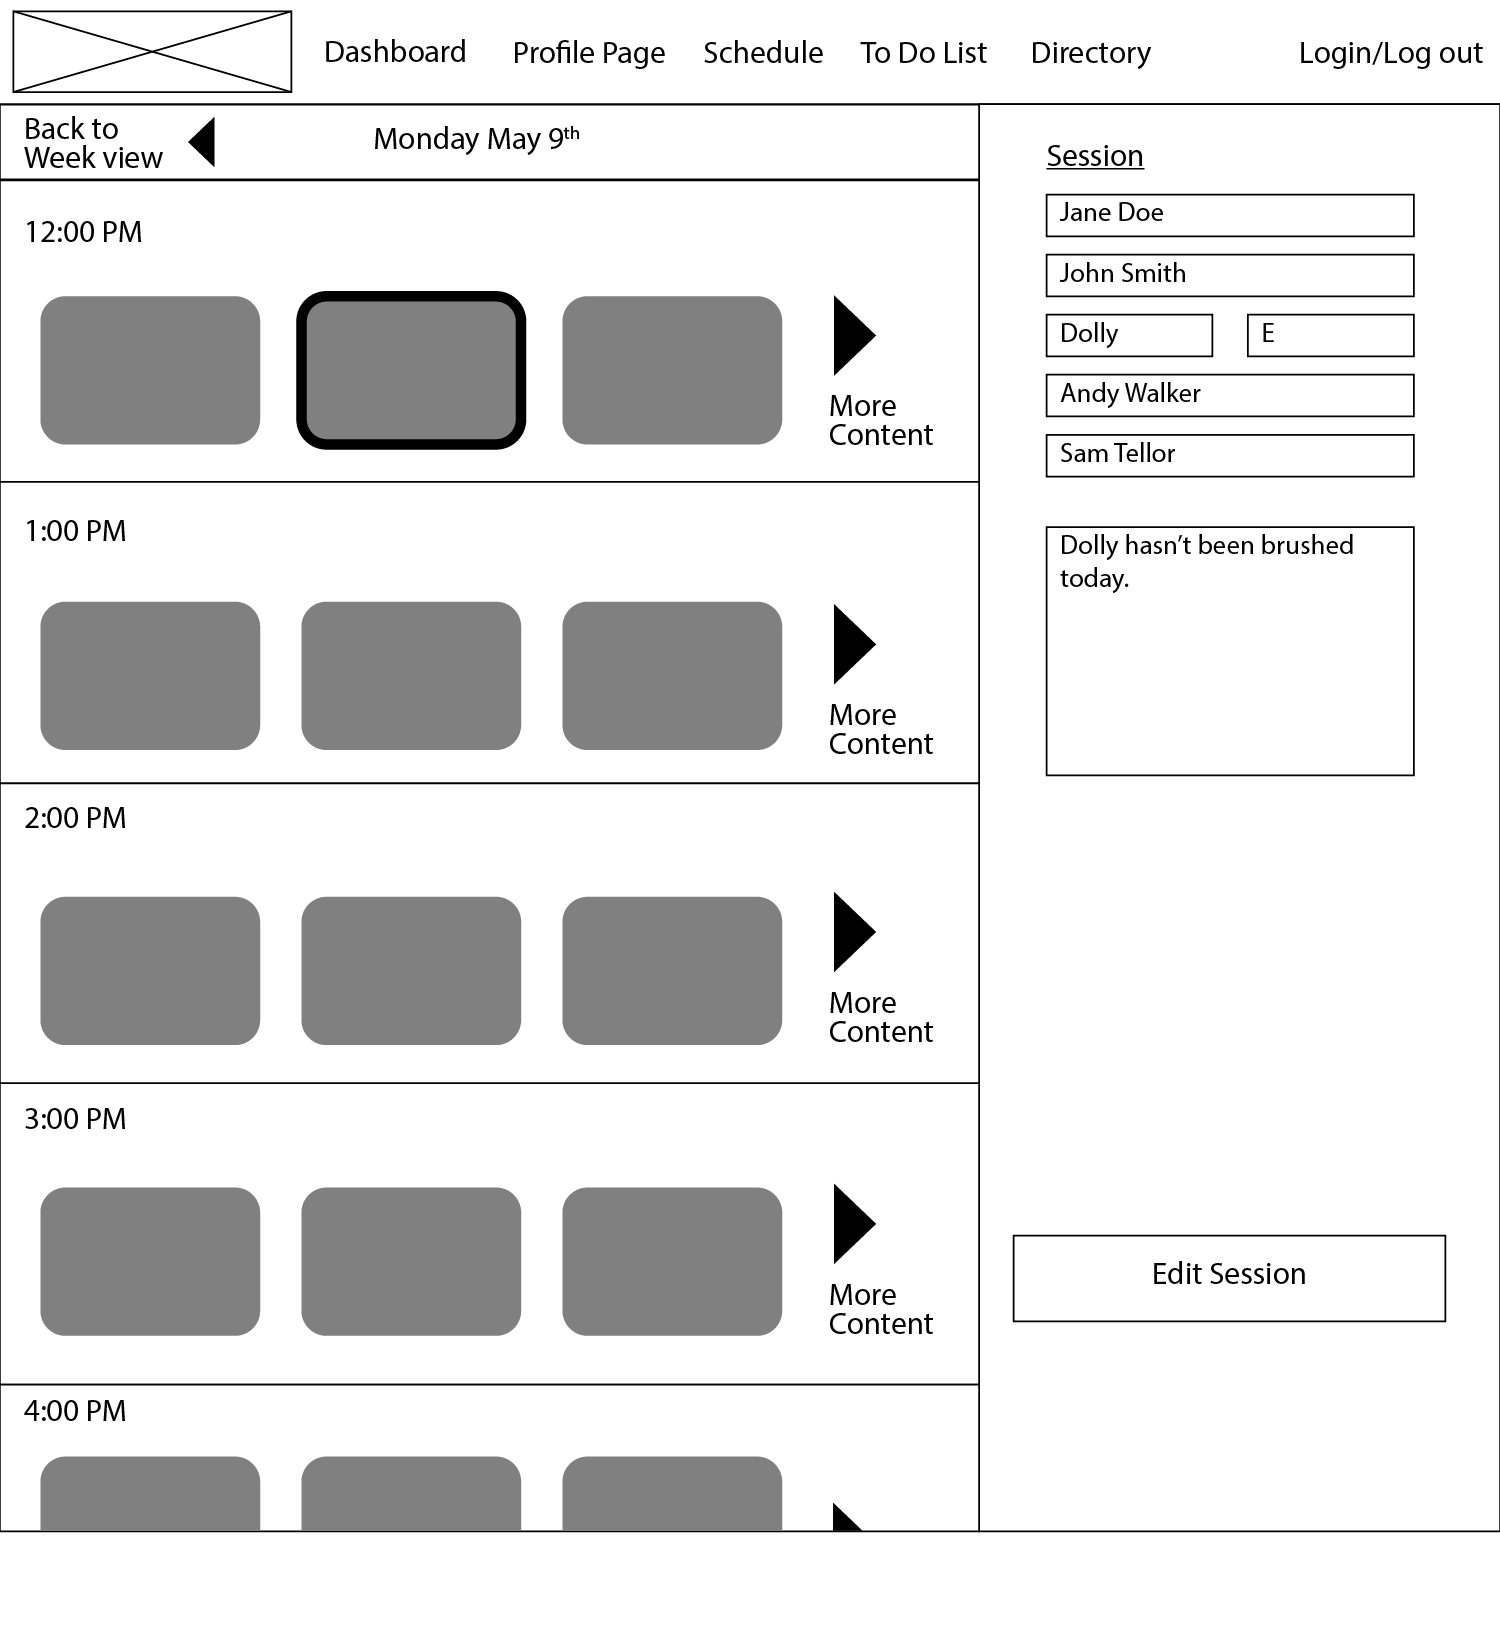 Dashboard Profile Page Schedule To Do List Directory Login/Log out
Back to
Week view
Monday May 9th
12:00 PM
More
Content
1:00 PM
More
Content
2:00 PM
More
Content
3:00 PM
More
Content
4:00 PM
Session
Jane Doe
John Smith
Dolly E
Andy Walker
Sam Tellor
Dolly hasn’t been brushed
today.
Edit Session